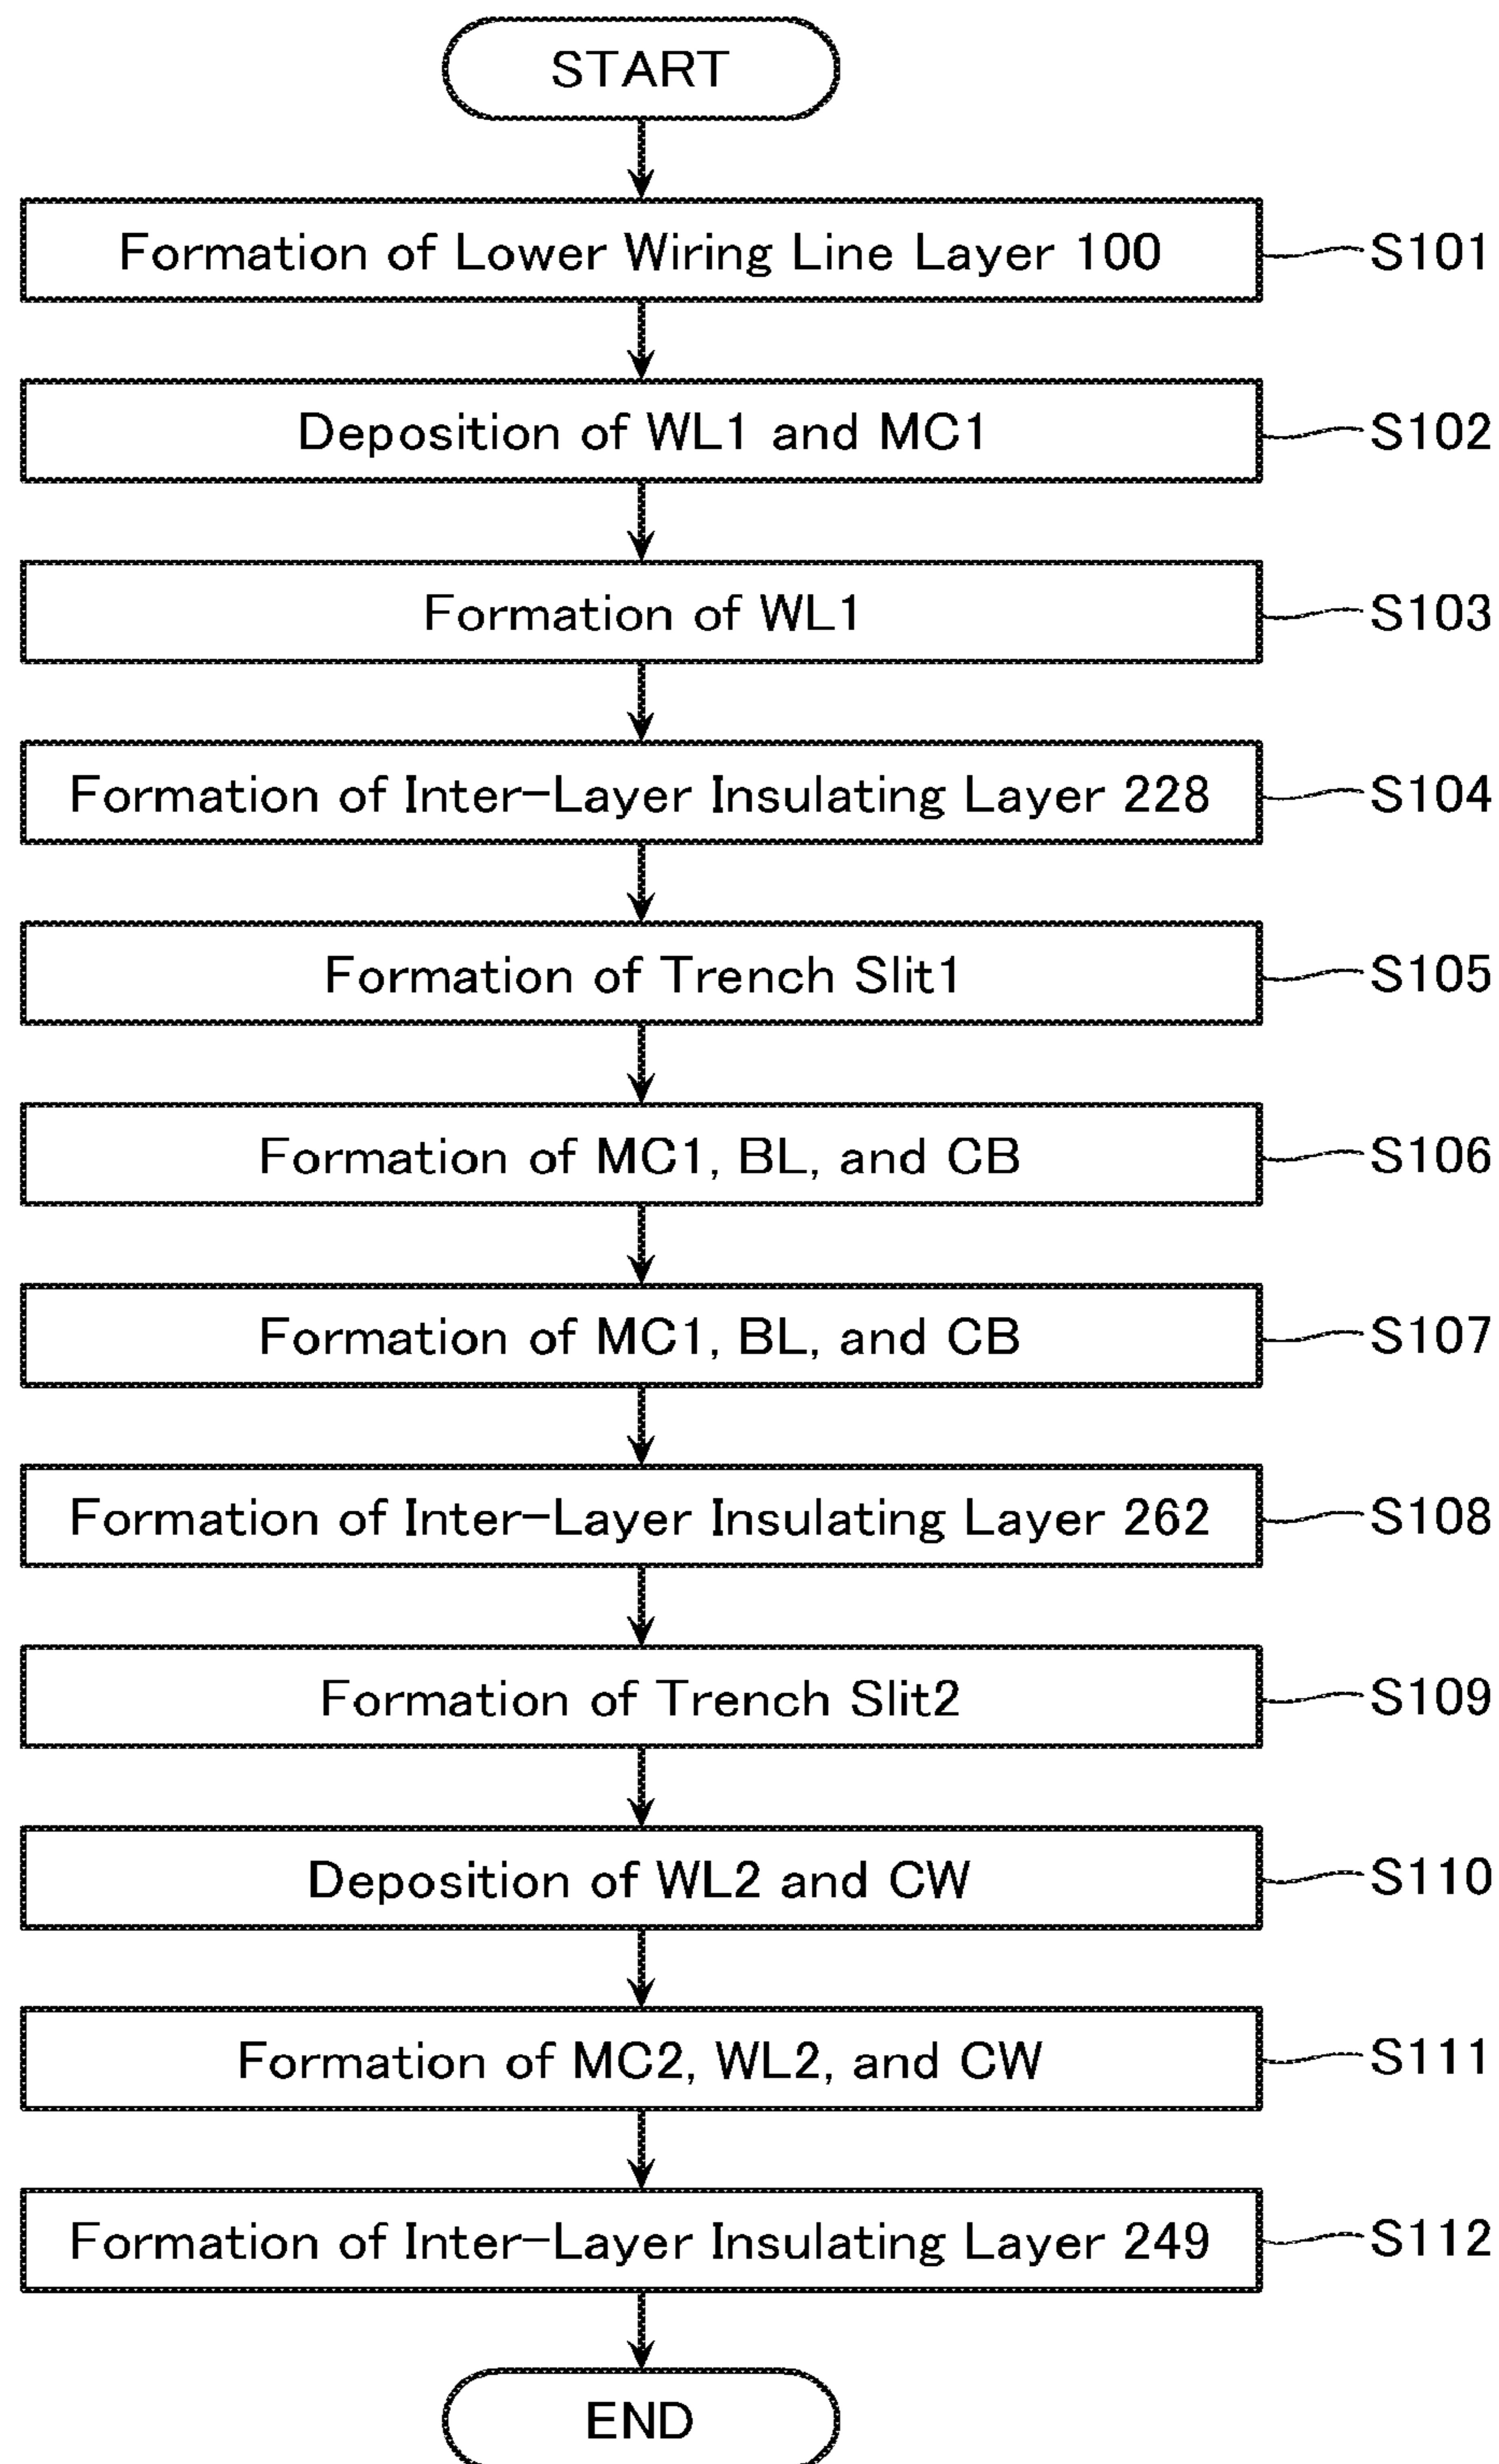 START
Formation of Lower Wiring Line Layer 100 S101
Deposition of WL1 and MC1 S102
Formation of WL1 S103
Formation of Inter-Layer Insulating Layer 228 S104
Formation of Trench Slit1 S105
Formation of MC1, BL, and CB S106
Formation of MC1, BL, and CB S107
Formation of Inter-Layer Insulating Layer 262 S108
Formation of Trench Slit2 S109
Deposition of WL2 and CW S110
Formation of MC2, WL2, and CW S111
Formation of Inter-Layer Insulating Layer 249 S112
END